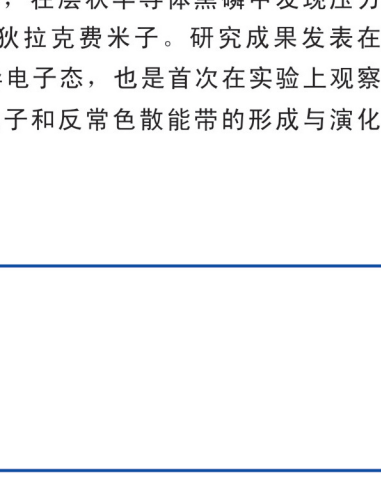 ，在层状半导体黑磷中发现压力
狄拉克费米子。研究成果发表在
电子态，也是首次在实验上观察
子和反常色散能带的形成与演化